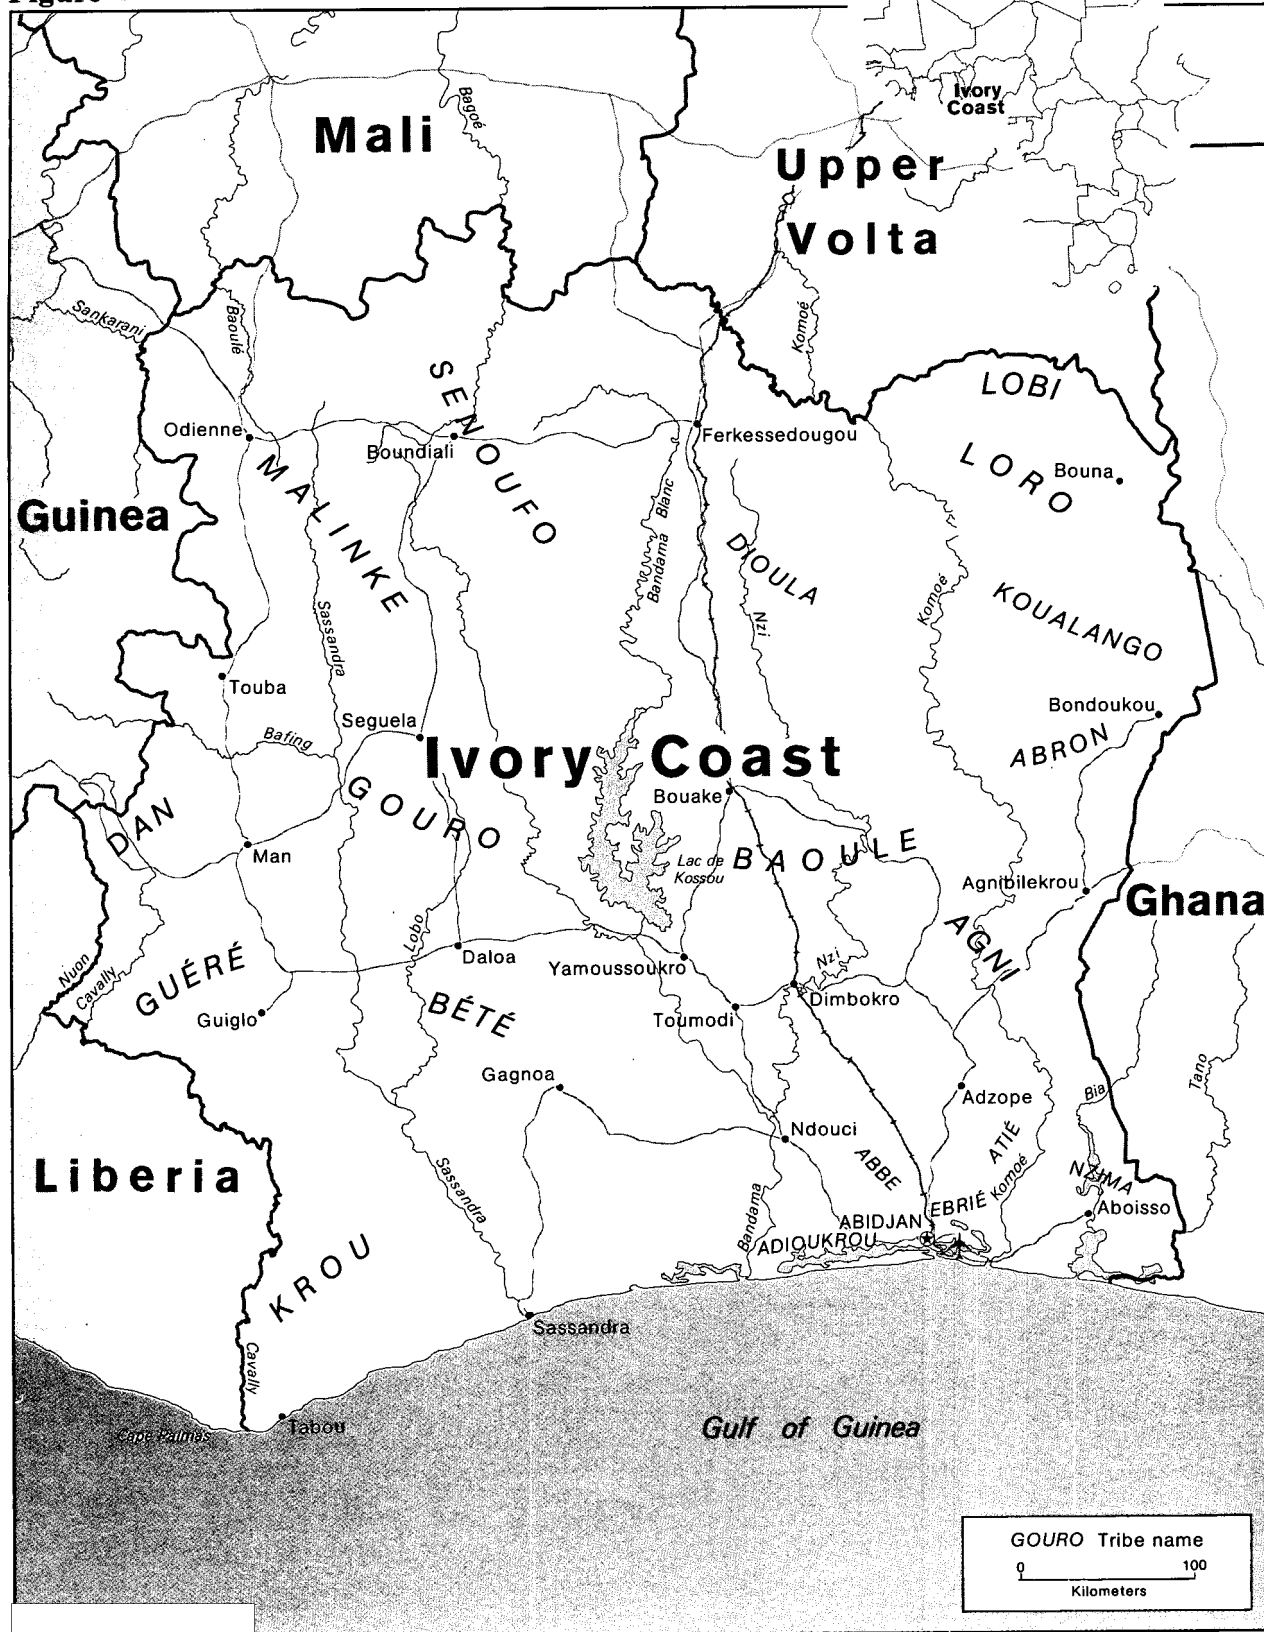 Figure
Ivory
Coast
Bagoé
Mali
Upper
Volta
Sankarani
Baoulé
Komoé
SENOUFO
LOBI
Odienne
Boundiali
Ferkessedougou
LORO
Bouna
MALINKE
Guinea
Bandama Blanc
DIOULA
Komoé
KOUALANGO
Sassandra
Nzi
Touba
Seguela
Bondoukou
Bafing
Ivory Coast
ABRON
GOURO
Bouake
DAN
Man
Lac de
Kossou
BAOULE
Agnibilekrou
Ghana
AGNI
Lobo
Daloa
Yamoussoukro
Nzi
Nuon
Cavally
GUÉRÉ
Dimbokro
Guiglo
BÉTÉ
Toumodi
Gagnoa
Tano
Bia
Adzope
Ndouci
ATIÉ
ABBE
Liberia
Sassandra
NZIMA
Komoé
Bandama
EBRIÉ
Aboisso
ABIDJAN
ADIOUKROU
KROU
Sassandra
Cavally
Tabou
Cape Palmas
Gulf of Guinea
GOURO Tribe name
0 100
Kilometers